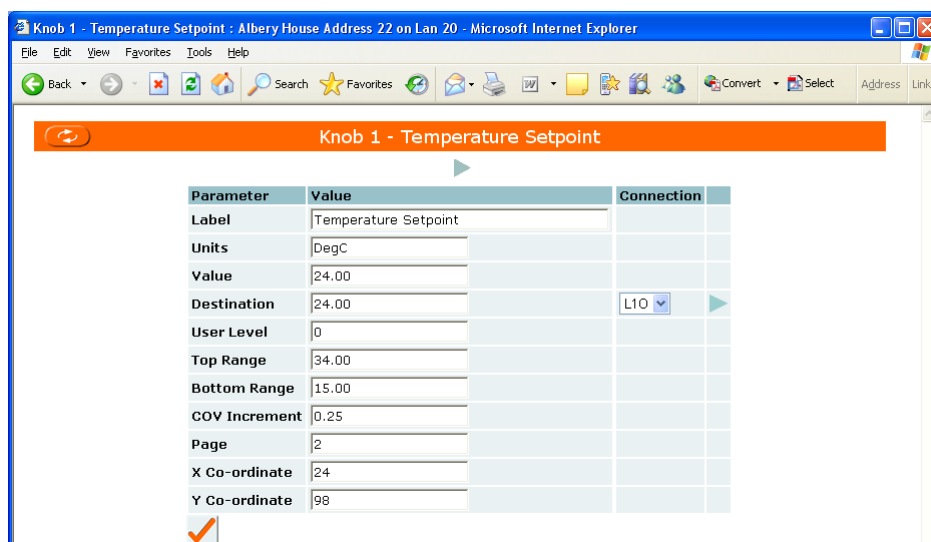 Knob 1 - Temperature Setpoint : Albery House Address 22 on Lan 20 - Microsoft Internet Explorer
File Edit View Favorites Tools Help
Back Search Favorites Convert Select Address Link
Knob 1 - Temperature Setpoint
Parameter Value Connection
Label Temperature Setpoint
Units DegC
Value 24.00
Destination 24.00 L1O
User Level 0
Top Range 34.00
Bottom Range 15.00
COV Increment 0.25
Page 2
X Co-ordinate 24
Y Co-ordinate 98